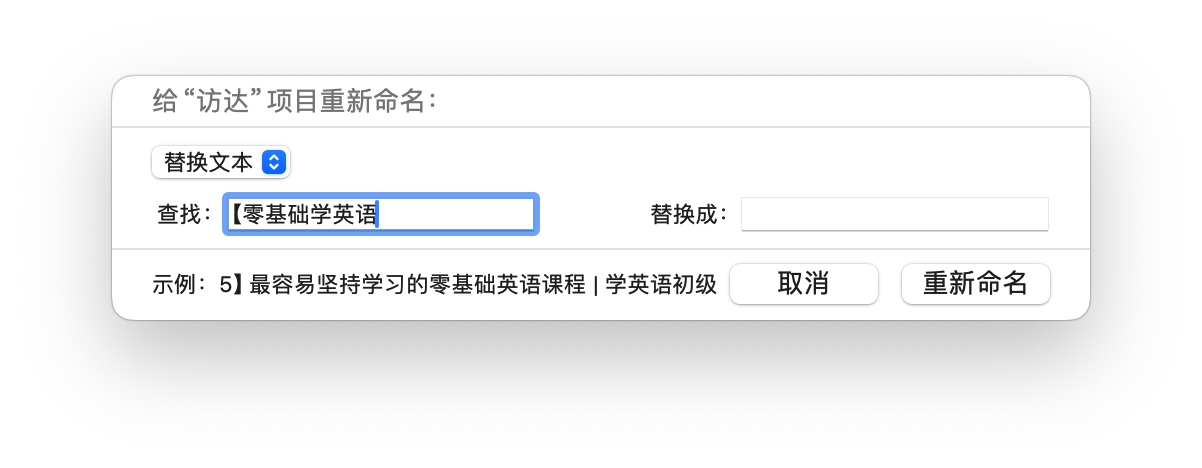 给“访达”项目重新命名：
替换文本
查找：【零基础学英语 替换成：
示例：5】最容易坚持学习的零基础英语课程 | 学英语初级 取消 重新命名